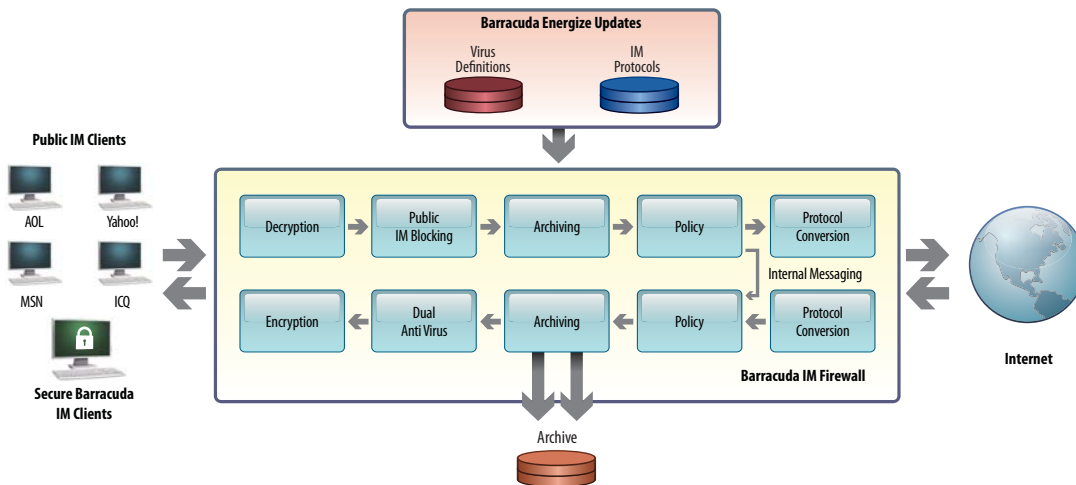 Barracuda Energize Updates
Virus
Definitions
IM
Protocols
Public IM Clients
AOL
Yahoo!
MSN
ICQ
Secure Barracuda
IM Clients
Decryption
Public
IM Blocking
Archiving
Policy
Protocol
Conversion
Internal Messaging
Encryption
Dual
Anti Virus
Archiving
Policy
Protocol
Conversion
Barracuda IM Firewall
Internet
Archive